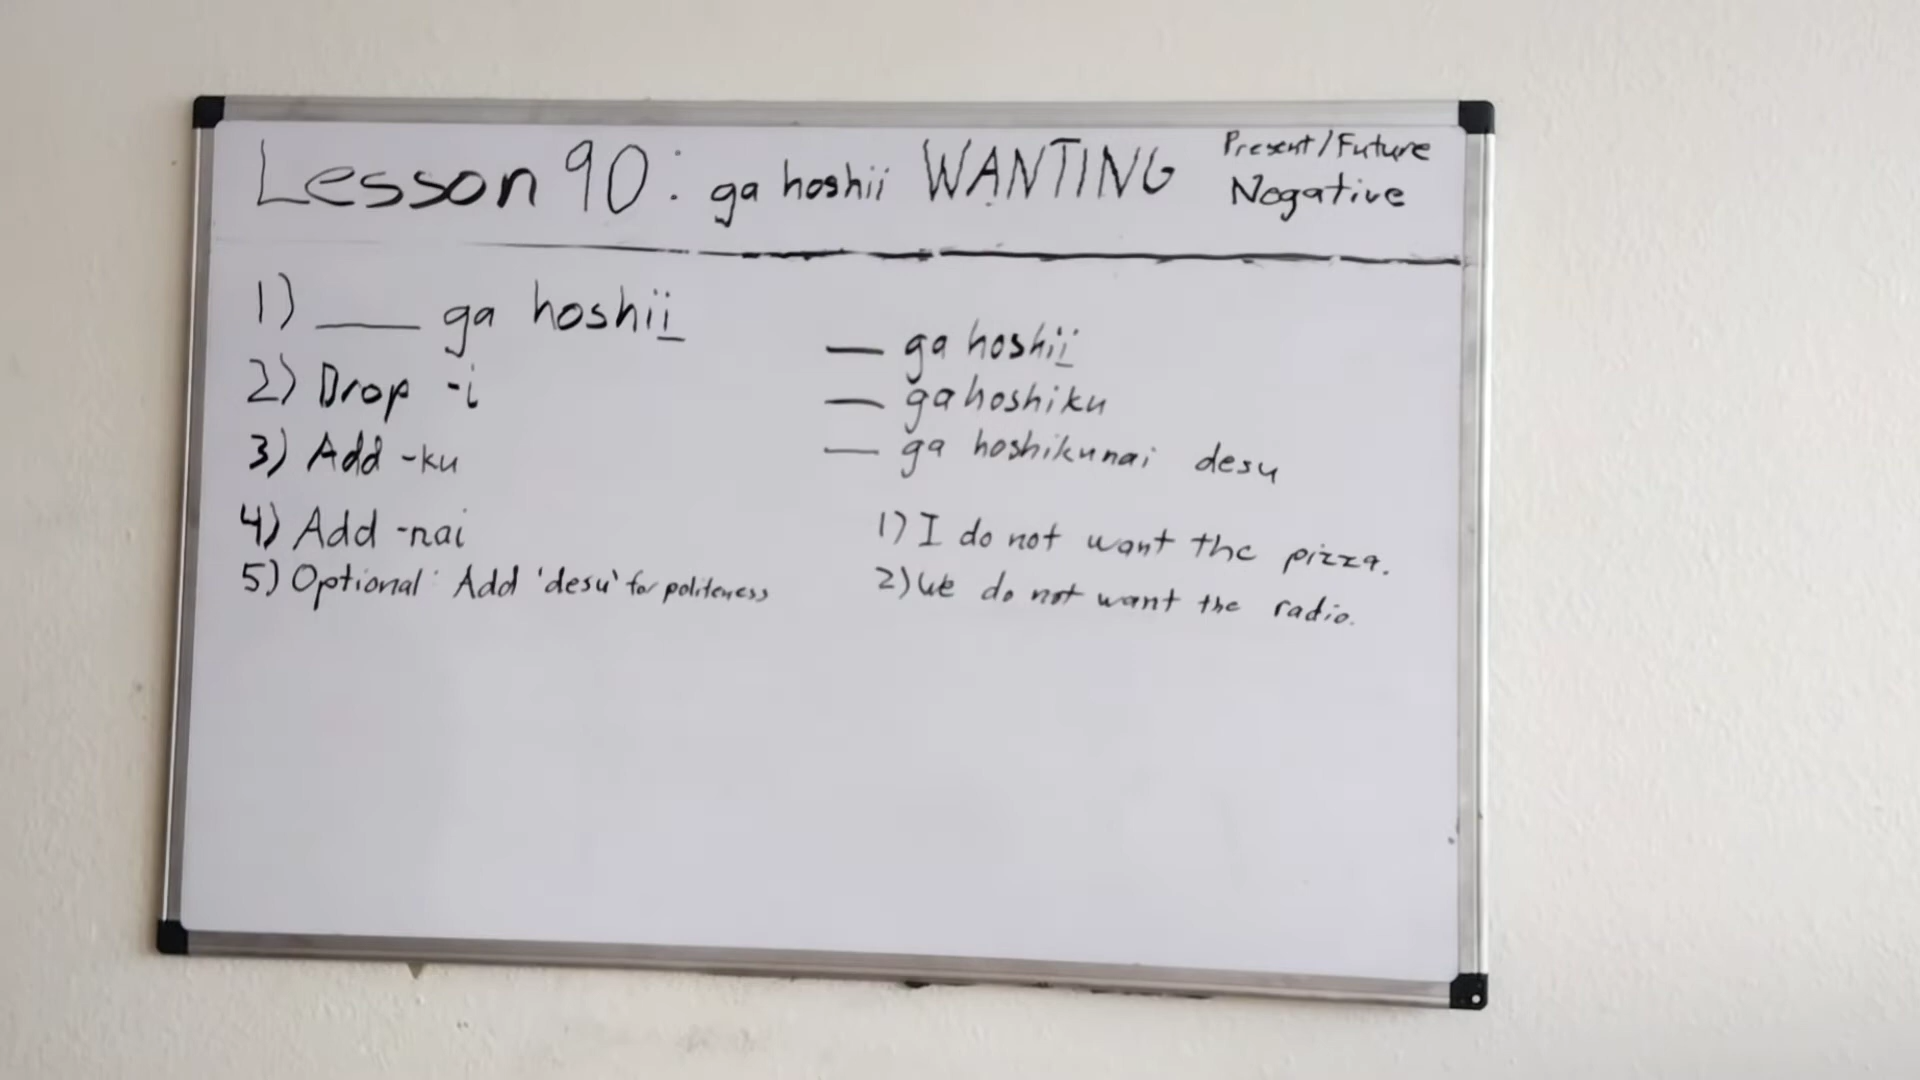 Lesson 90: ga hoshii WANTING
Present/Future
Negative
1) ___ ga hoshii
2) Drop -i
3) Add -ku
4) Add -nai
5) Optional: Add 'desu' for politeness
— ga hoshii
— ga hoshiku
— ga hoshikunai desu
1) I do not want the pizza.
2) We do not want the radio.